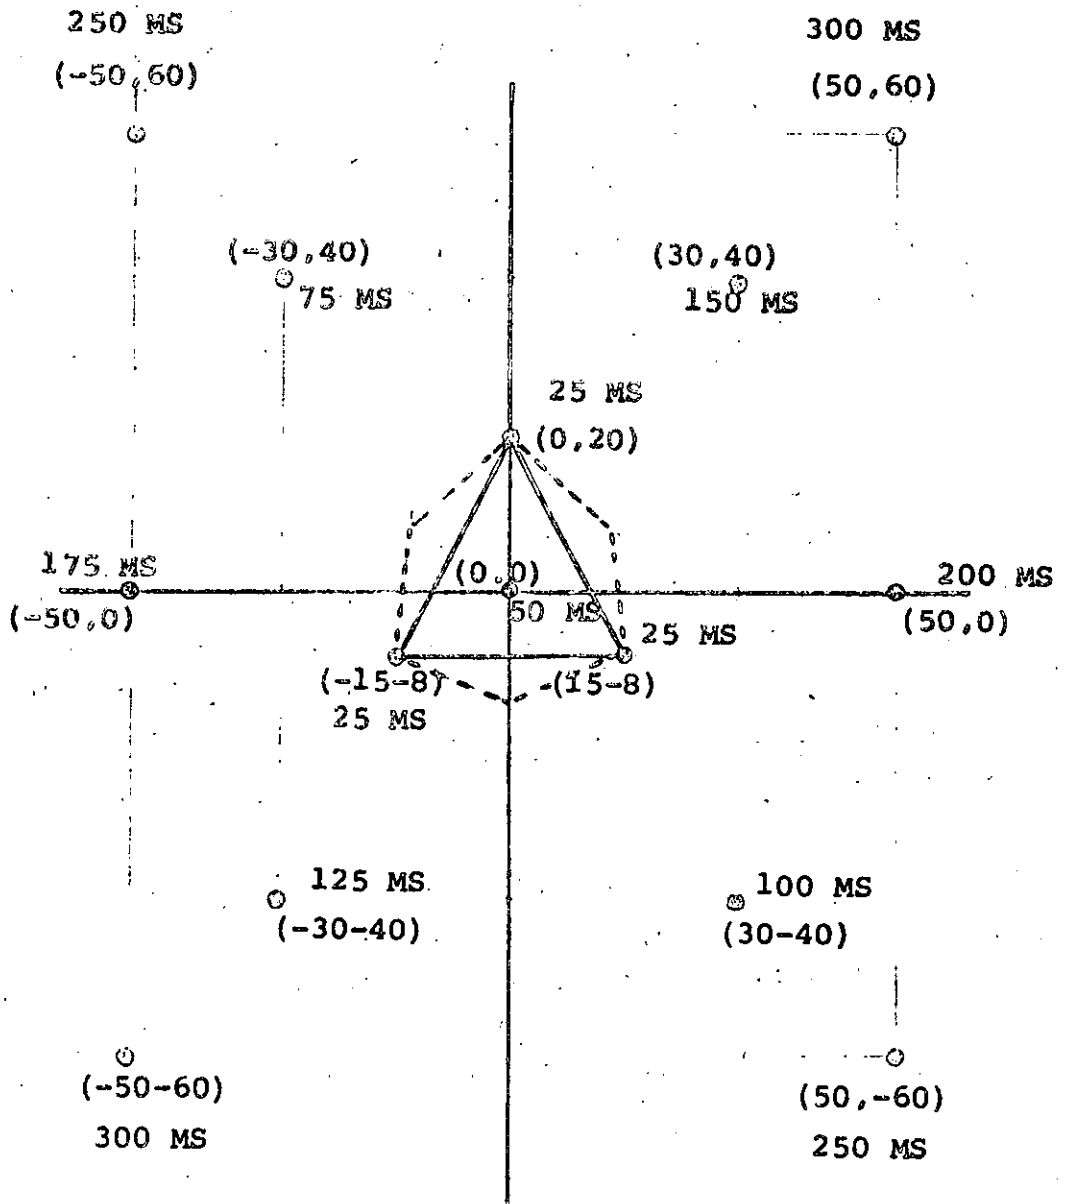 250 MS
(-50,60)
300 MS
(50,60)
(-30,40)
75 MS
(30,40)
150 MS
25 MS
(0,20)
175 MS
(-50,0)
(0,0)
50 MS
200 MS
(50,0)
25 MS
(-15-8)
25 MS
(15-8)
125 MS
(-30-40)
100 MS
(30-40)
(-50-60)
300 MS
(50,-60)
250 MS